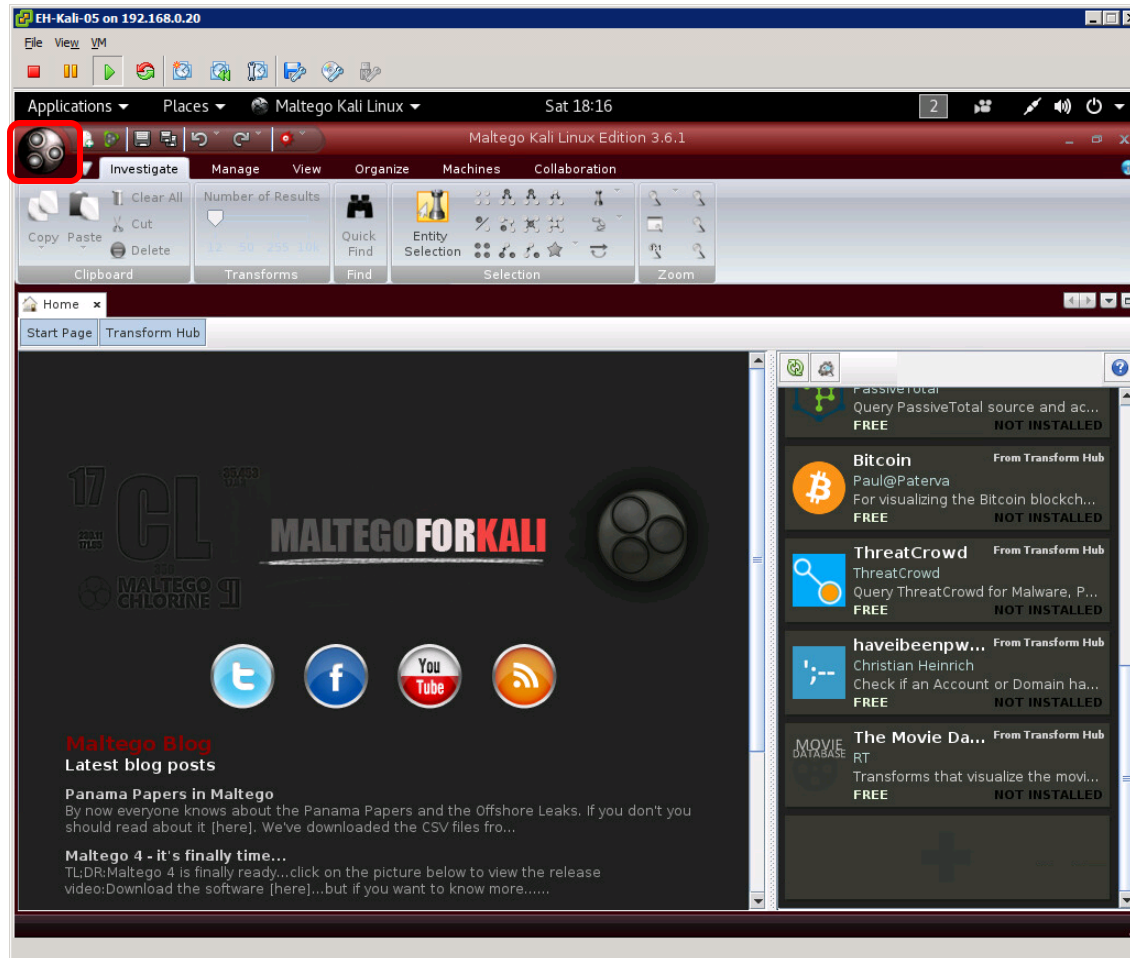 EH-Kali-05 on 192.168.0.20
File View VM
Applications Places Maltego Kali Linux Sat 18:16 2
Maltego Kali Linux Edition 3.6.1
Investigate Manage View Organize Machines Collaboration
Copy Paste Clear All Cut Delete
Clipboard
Number of Results
12 50 255 10k
Transforms
Quick Find
Find
Entity Selection
Selection
Zoom
Home
Start Page Transform Hub
17
CL
35.453
MALTEGO
CHLORINE
MALTEGOFORKALI
You
Tube
Maltego Blog
Latest blog posts
Panama Papers in Maltego
By now everyone knows about the Panama Papers and the Offshore Leaks. If you don't you
should read about it [here]. We've downloaded the CSV files fro...
Maltego 4 - it's finally time...
TL;DR:Maltego 4 is finally ready...click on the picture below to view the release
video:Download the software [here]...but if you want to know more......
PassiveTotal
Query PassiveTotal source and ac...
FREE NOT INSTALLED
Bitcoin From Transform Hub
Paul@Paterva
For visualizing the Bitcoin blockch...
FREE NOT INSTALLED
ThreatCrowd From Transform Hub
ThreatCrowd
Query ThreatCrowd for Malware, P...
FREE NOT INSTALLED
haveibeenpw... From Transform Hub
Christian Heinrich
Check if an Account or Domain ha...
FREE NOT INSTALLED
MOVIE
DATABASE
The Movie Da... From Transform Hub
RT
Transforms that visualize the movi...
FREE NOT INSTALLED